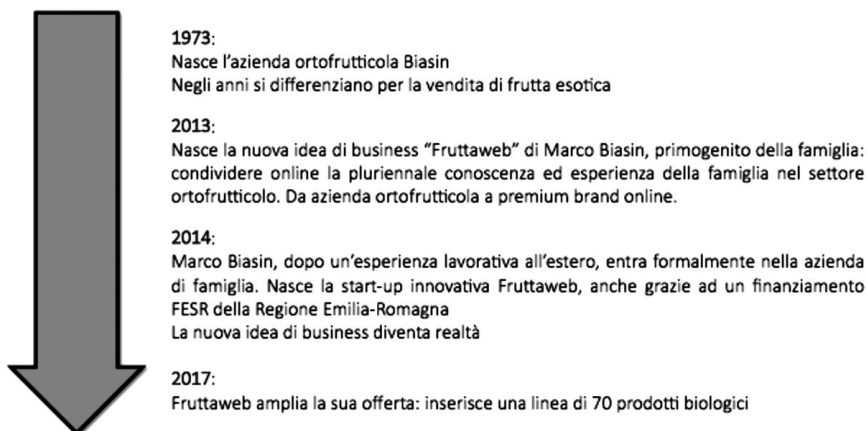 1973:
Nasce l'azienda ortofrutticola Biasin
Negli anni si differenziano per la vendita di frutta esotica
2013:
Nasce la nuova idea di business “Fruttaweb” di Marco Biasin, primogenito della famiglia:
condividere online la pluriennale conoscenza ed esperienza della famiglia nel settore
ortofrutticolo. Da azienda ortofrutticola a premium brand online.
2014:
Marco Biasin, dopo un'esperienza lavorativa all'estero, entra formalmente nella azienda
di famiglia. Nasce la start-up innovativa Fruttaweb, anche grazie ad un finanziamento
FESR della Regione Emilia-Romagna
La nuova idea di business diventa realtà
2017:
Fruttaweb amplia la sua offerta: inserisce una linea di 70 prodotti biologici